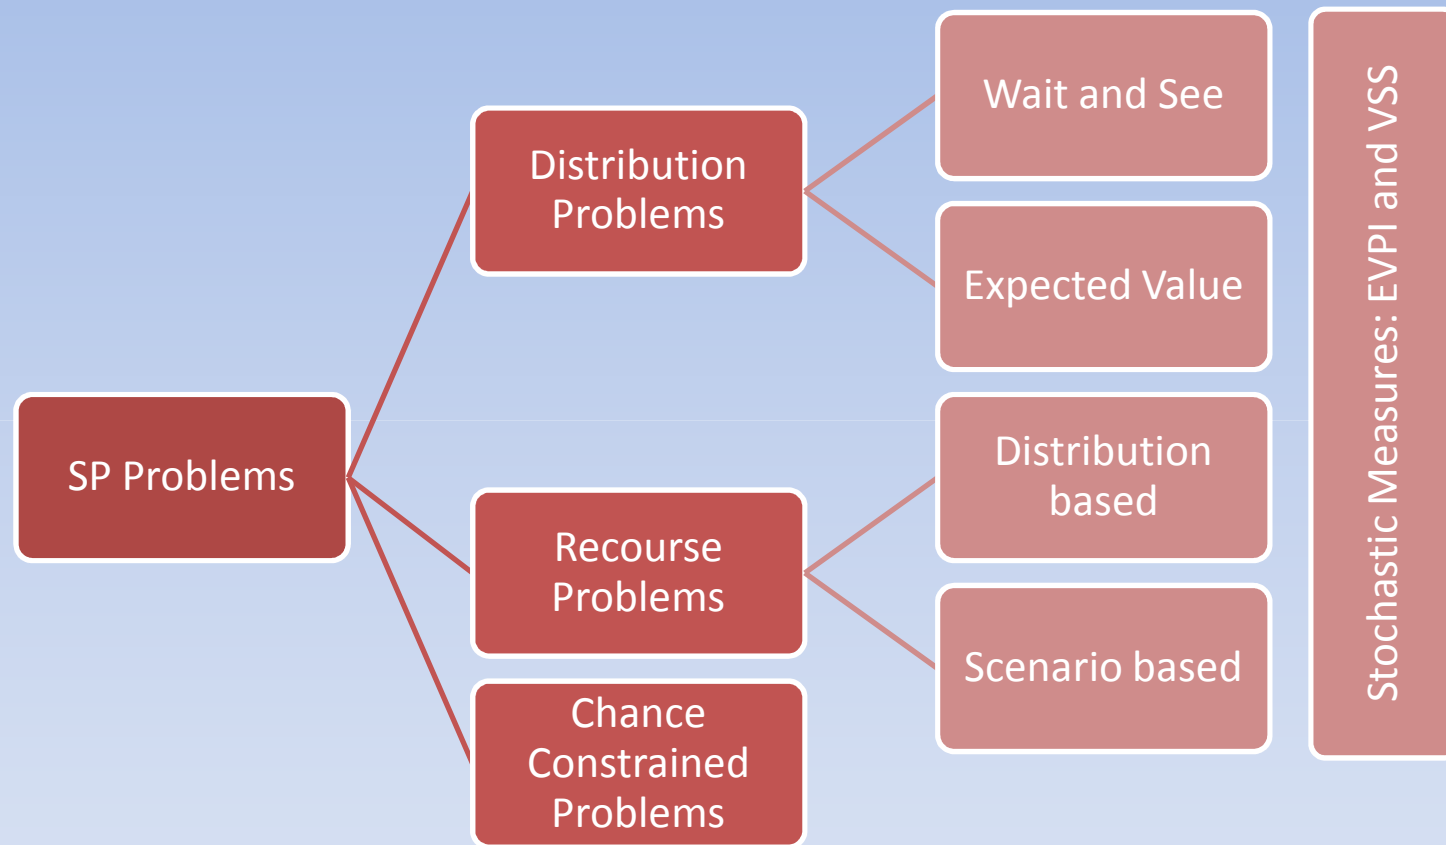 SP Problems
Distribution
Problems
Wait and See
Expected Value
Recourse
Problems
Distribution
based
Scenario based
Chance
Constrained
Problems
Stochastic Measures: EVPI and VSS